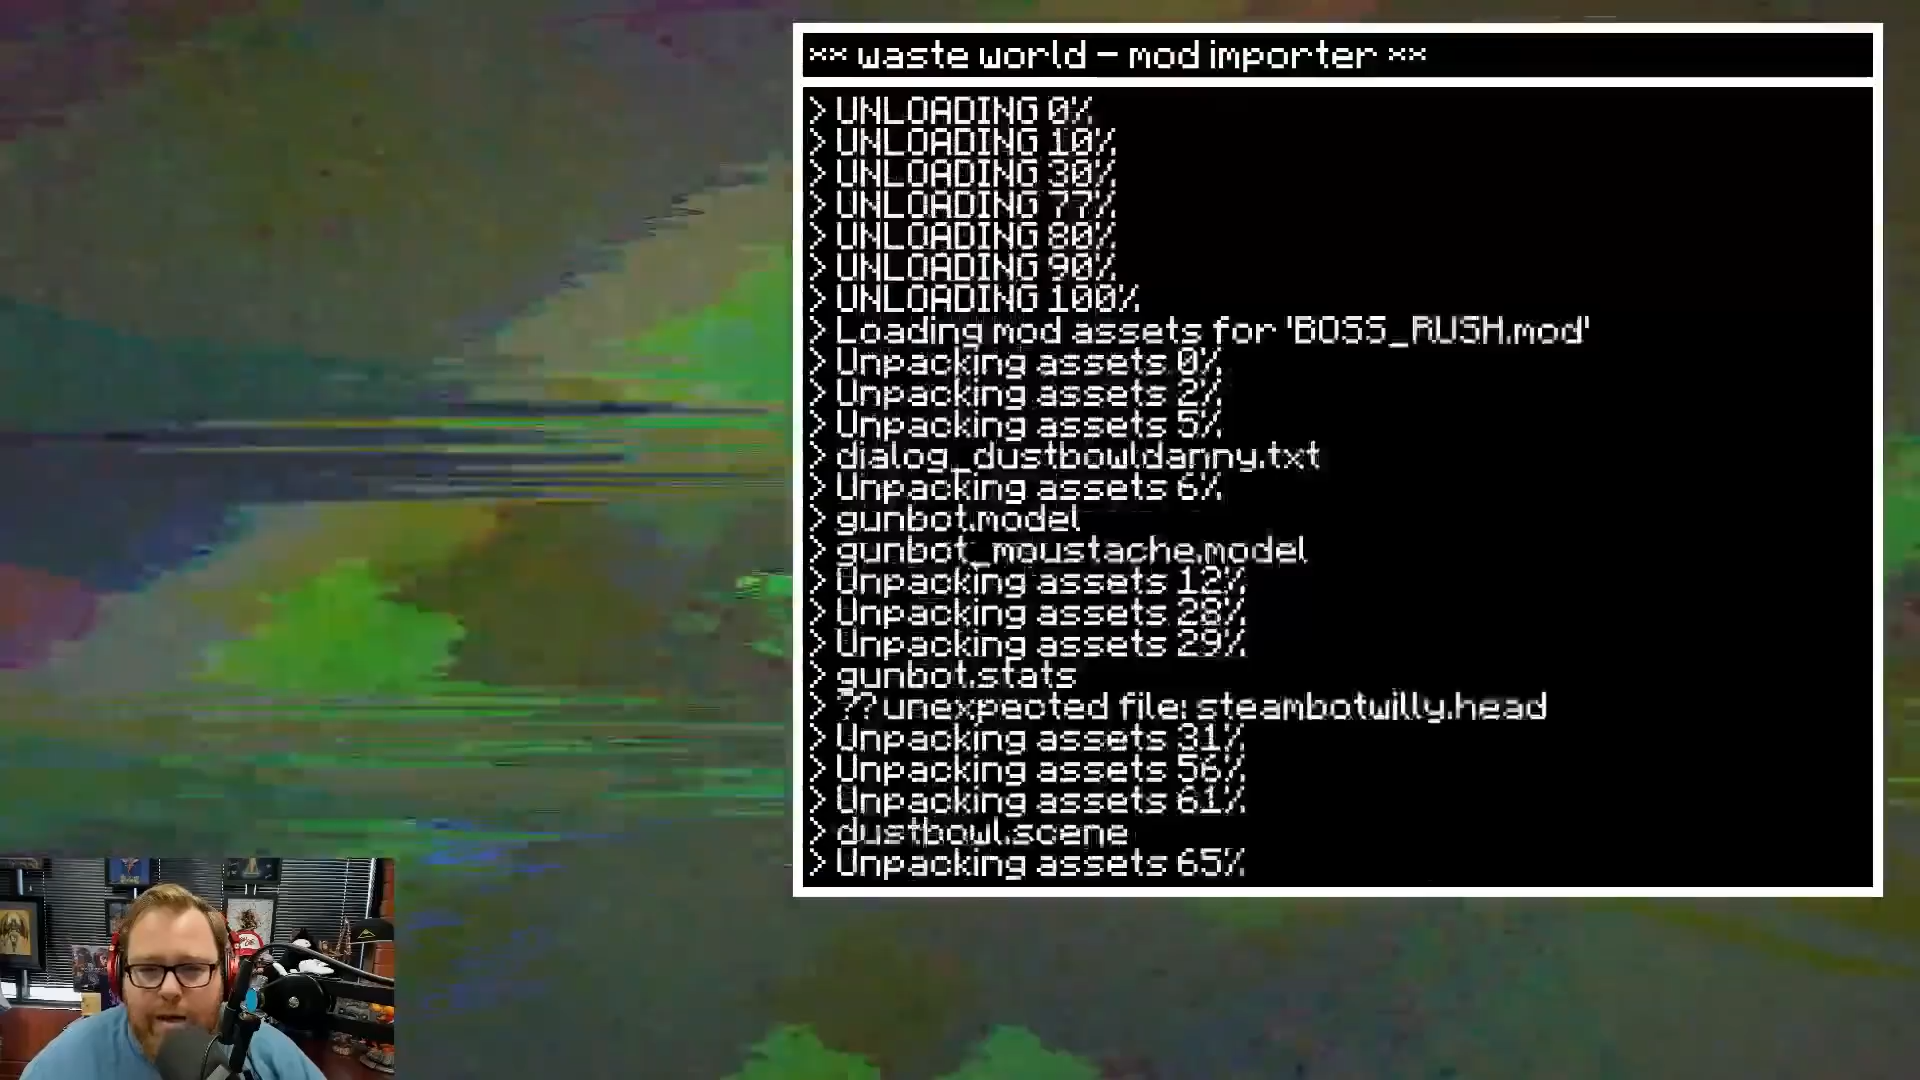 ×× waste world – mod importer ××
> UNLOADING 0%
> UNLOADING 10%
> UNLOADING 30%
> UNLOADING 77%
> UNLOADING 80%
> UNLOADING 90%
> UNLOADING 100%
> Loading mod assets for 'BOSS_RUSH.mod'
> Unpacking assets 0%
> Unpacking assets 2%
> Unpacking assets 5%
> dialog_dustbowldanny.txt
> Unpacking assets 6%
> gunbot.model
> gunbot_moustache.model
> Unpacking assets 12%
> Unpacking assets 28%
> Unpacking assets 29%
> gunbot.stats
> ?? unexpected file: steambotwilly.head
> Unpacking assets 31%
> Unpacking assets 56%
> Unpacking assets 61%
> dustbowl.scene
> Unpacking assets 65%